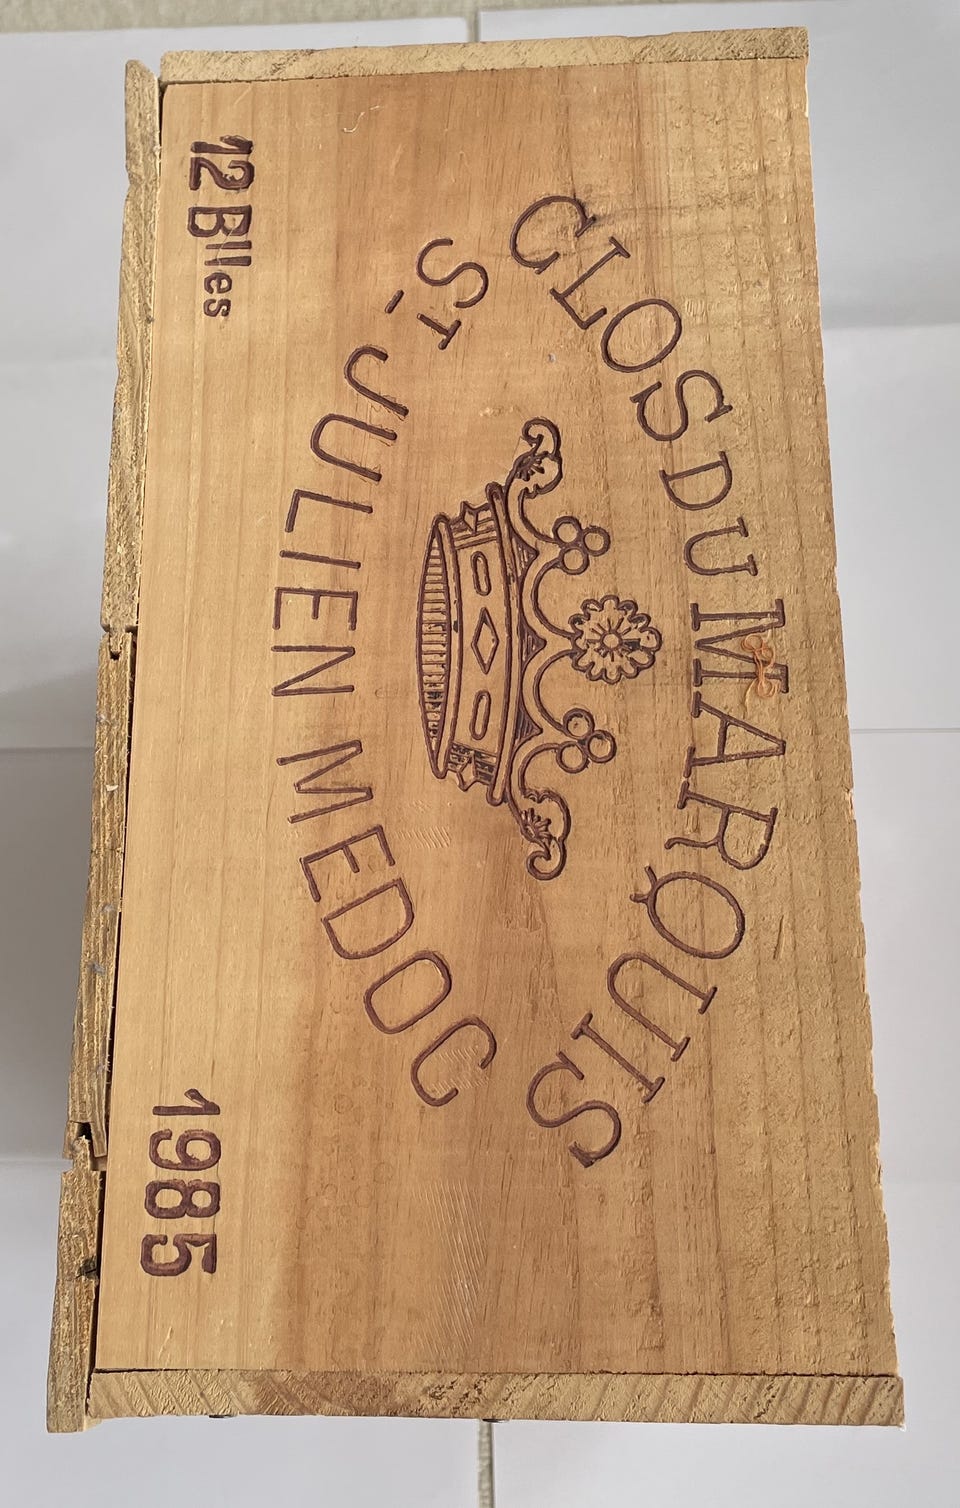 CLOS DU MARQUIS
ST JULIEN MEDOC
12 Blles
1985